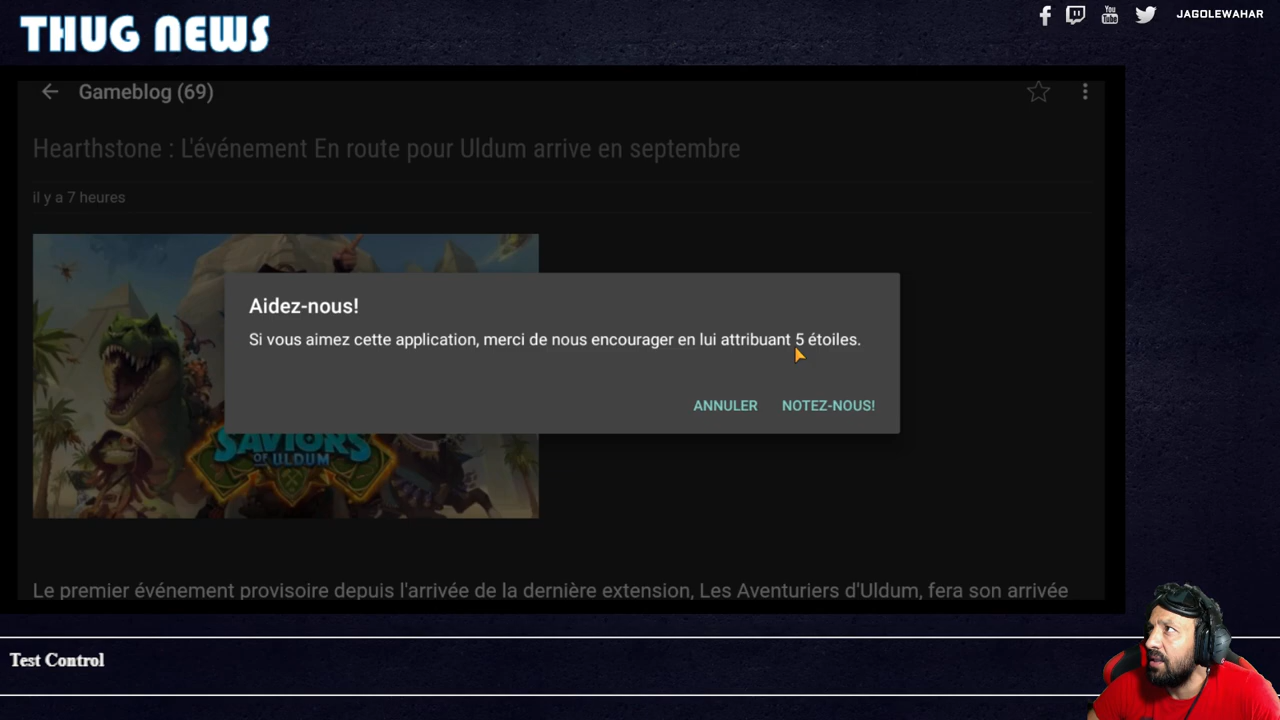 THUG NEWS
You
Tube
JAGOLEWAHAR
Gameblog (69)
Hearthstone : L'événement En route pour Uldum arrive en septembre
il y a 7 heures
Aidez-nous!
Si vous aimez cette application, merci de nous encourager en lui attribuant 5 étoiles.
ANNULER NOTEZ-NOUS!
SAVIORS
OF ULDUM
Le premier événement provisoire depuis l'arrivée de la dernière extension, Les Aventuriers d'Uldum, fera son arrivée
Test Control